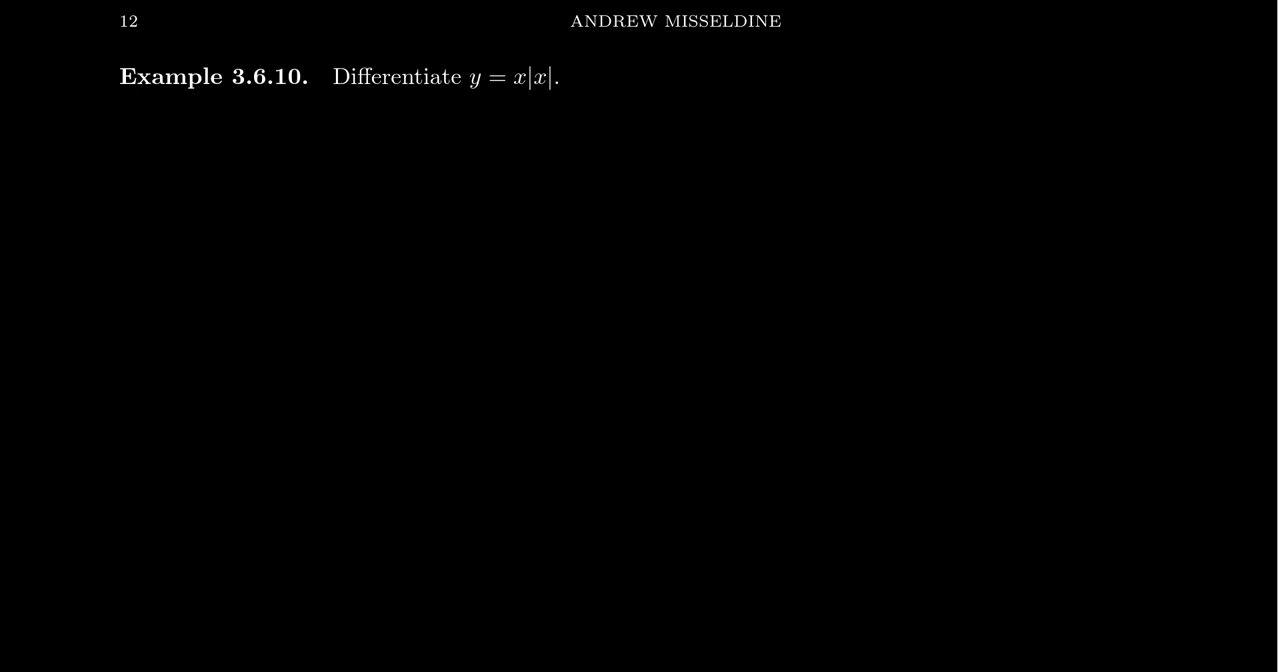 12 ANDREW MISSELDINE
Example 3.6.10. Differentiate y = x|x|.